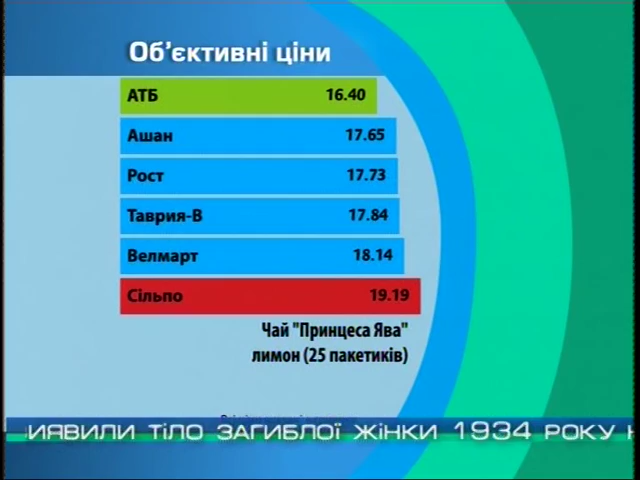 Об'єктивні ціни
АТБ 16.40
Ашан 17.65
Рост 17.73
Таврия-В 17.84
Велмарт 18.14
Сільпо 19.19
Чай "Принцеса Ява"
лимон (25 пакетиків)
ИЯВИЛИ ТІЛО ЗАГИБЛОЇ ЖІНКИ 1934 РОКУ Н